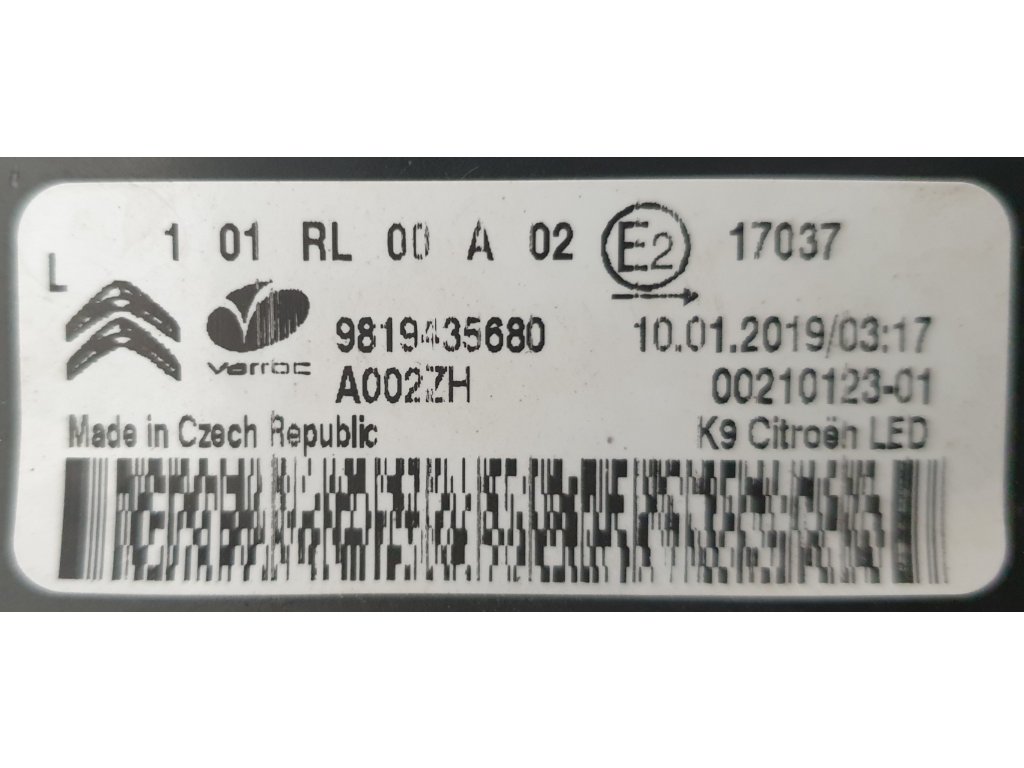 1 01 RL 00 A 02 E2 17037
L
varroc
9819435680 10.01.2019/03:17
A002ZH 00210123-01
Made in Czech Republic K9 Citroën LED